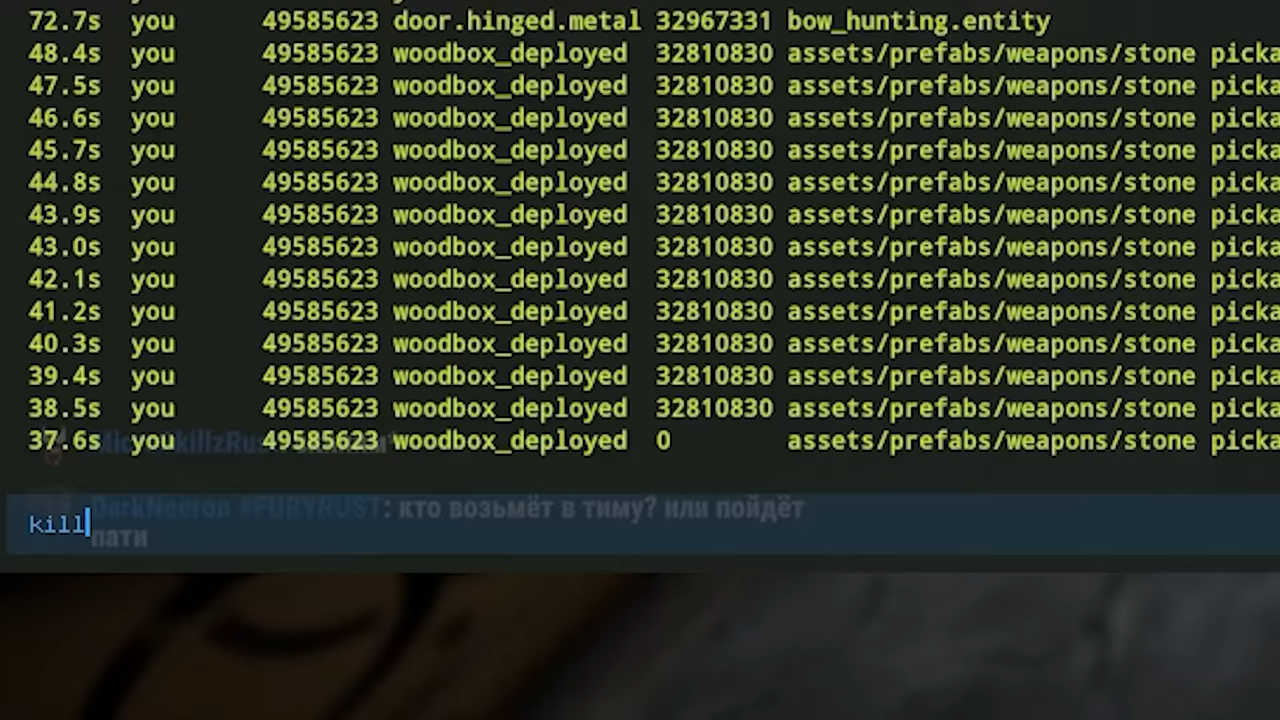 72.7s you 49585623 door.hinged.metal 32967331 bow_hunting.entity
48.4s you 49585623 woodbox_deployed 32810830 assets/prefabs/weapons/stone picka
47.5s you 49585623 woodbox_deployed 32810830 assets/prefabs/weapons/stone picka
46.6s you 49585623 woodbox_deployed 32810830 assets/prefabs/weapons/stone picka
45.7s you 49585623 woodbox_deployed 32810830 assets/prefabs/weapons/stone picka
44.8s you 49585623 woodbox_deployed 32810830 assets/prefabs/weapons/stone picka
43.9s you 49585623 woodbox_deployed 32810830 assets/prefabs/weapons/stone picka
43.0s you 49585623 woodbox_deployed 32810830 assets/prefabs/weapons/stone picka
42.1s you 49585623 woodbox_deployed 32810830 assets/prefabs/weapons/stone picka
41.2s you 49585623 woodbox_deployed 32810830 assets/prefabs/weapons/stone picka
40.3s you 49585623 woodbox_deployed 32810830 assets/prefabs/weapons/stone picka
39.4s you 49585623 woodbox_deployed 32810830 assets/prefabs/weapons/stone picka
38.5s you 49585623 woodbox_deployed 32810830 assets/prefabs/weapons/stone picka
37.6s you 49585623 woodbox_deployed 0 assets/prefabs/weapons/stone picka
DarkNecron #FURYRUST: кто возьмёт в тиму? или пойдёт
kill
пати